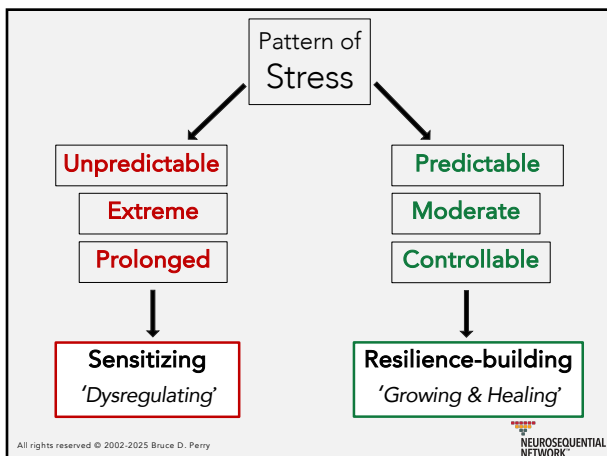 Pattern of
Stress
Unpredictable
Extreme
Prolonged
Sensitizing
‘Dysregulating’
Predictable
Moderate
Controllable
Resilience-building
‘Growing & Healing’
All rights reserved © 2002-2025 Bruce D. Perry
NEUROSEQUENTIAL
NETWORK™